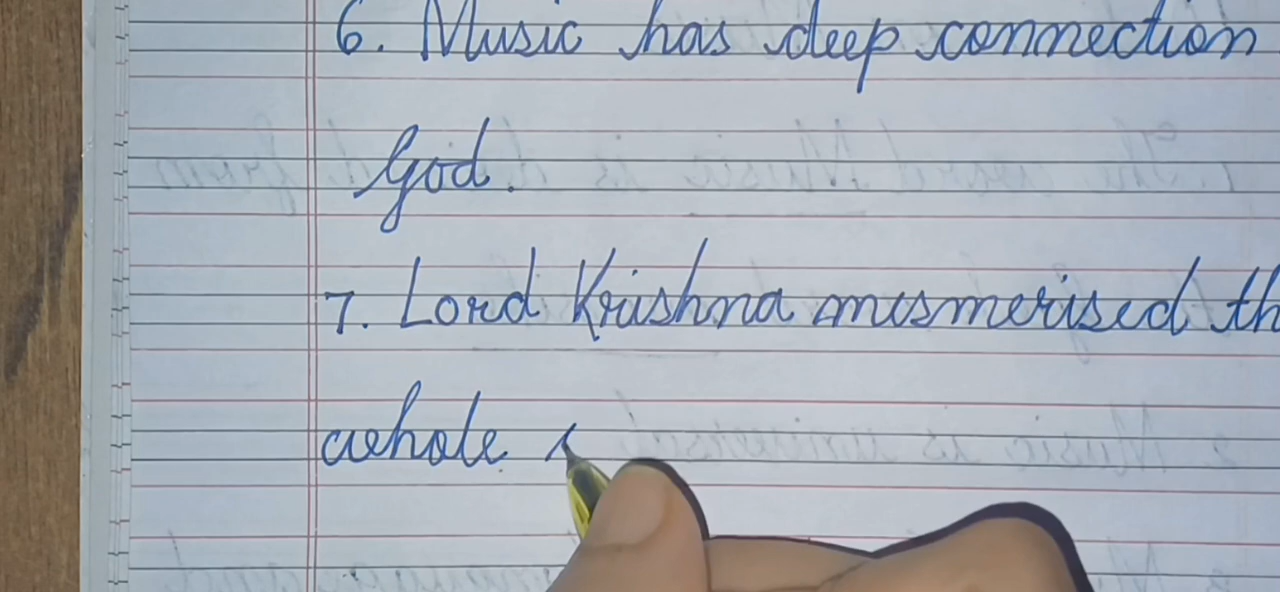 6. Music has deep connection
God.
7. Lord Krishna mesmerised th
whole